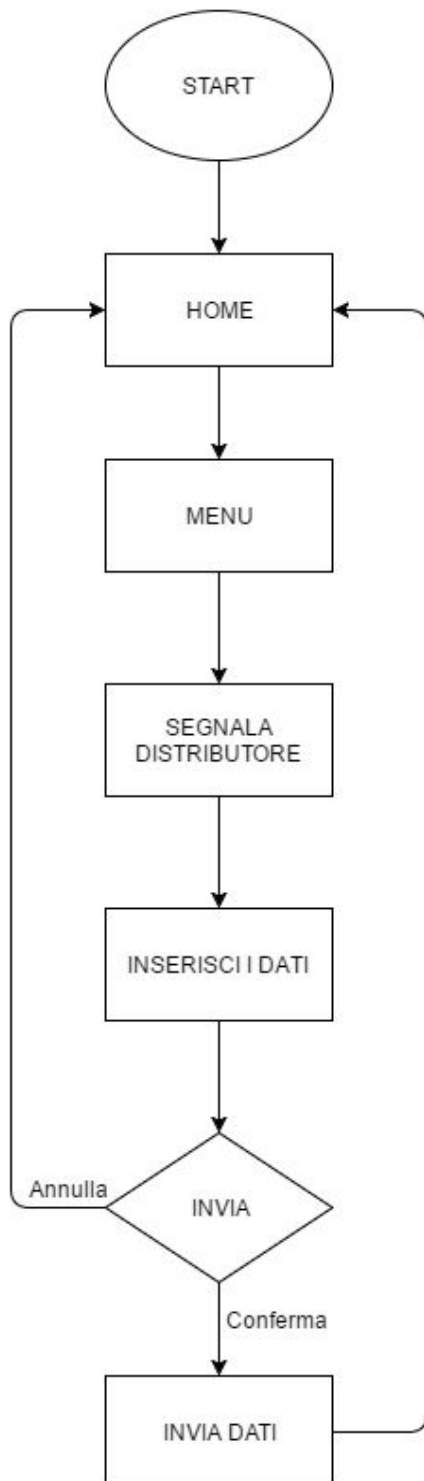 START
HOME
MENU
SEGNALA
DISTRIBUTORE
INSERISCI I DATI
Annulla
INVIA
Conferma
INVIA DATI